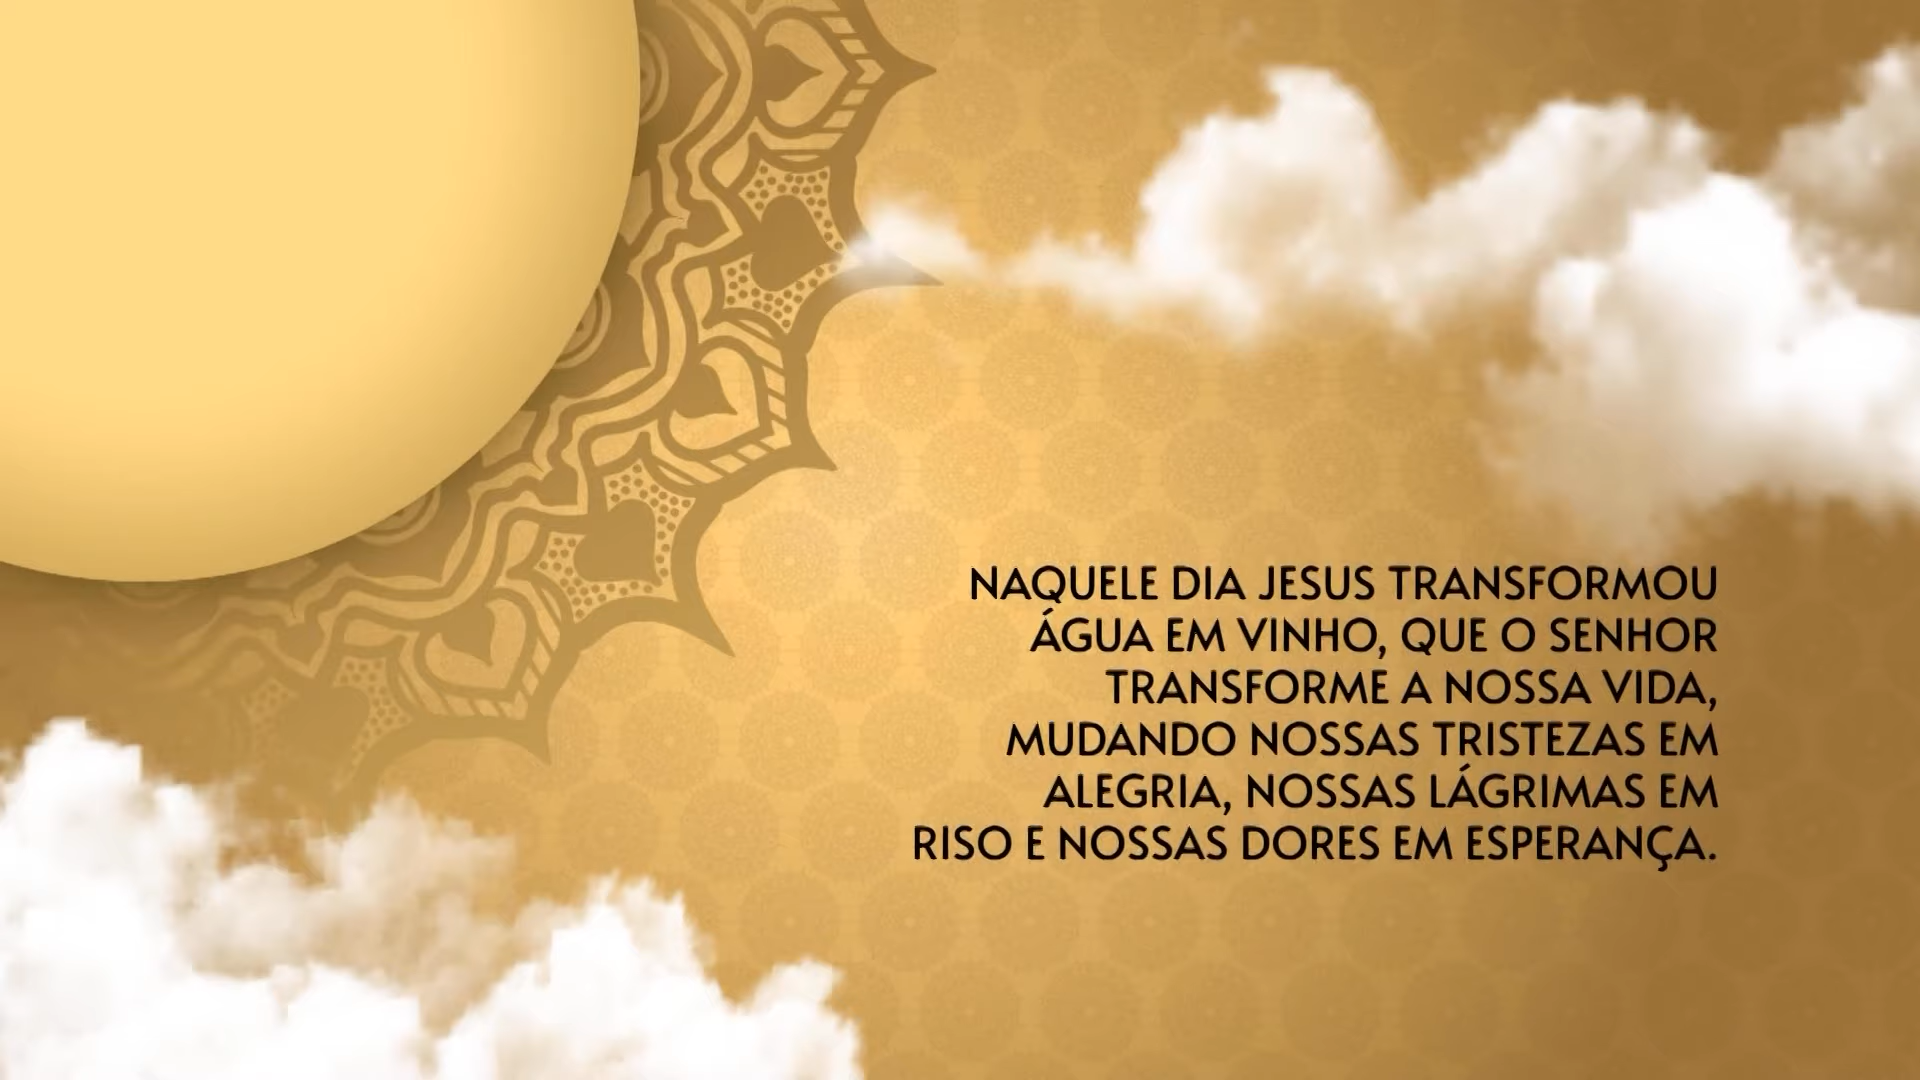 NAQUELE DIA JESUS TRANSFORMOU
ÁGUA EM VINHO, QUE O SENHOR
TRANSFORME A NOSSA VIDA,
MUDANDO NOSSAS TRISTEZAS EM
ALEGRIA, NOSSAS LÁGRIMAS EM
RISO E NOSSAS DORES EM ESPERANÇA.